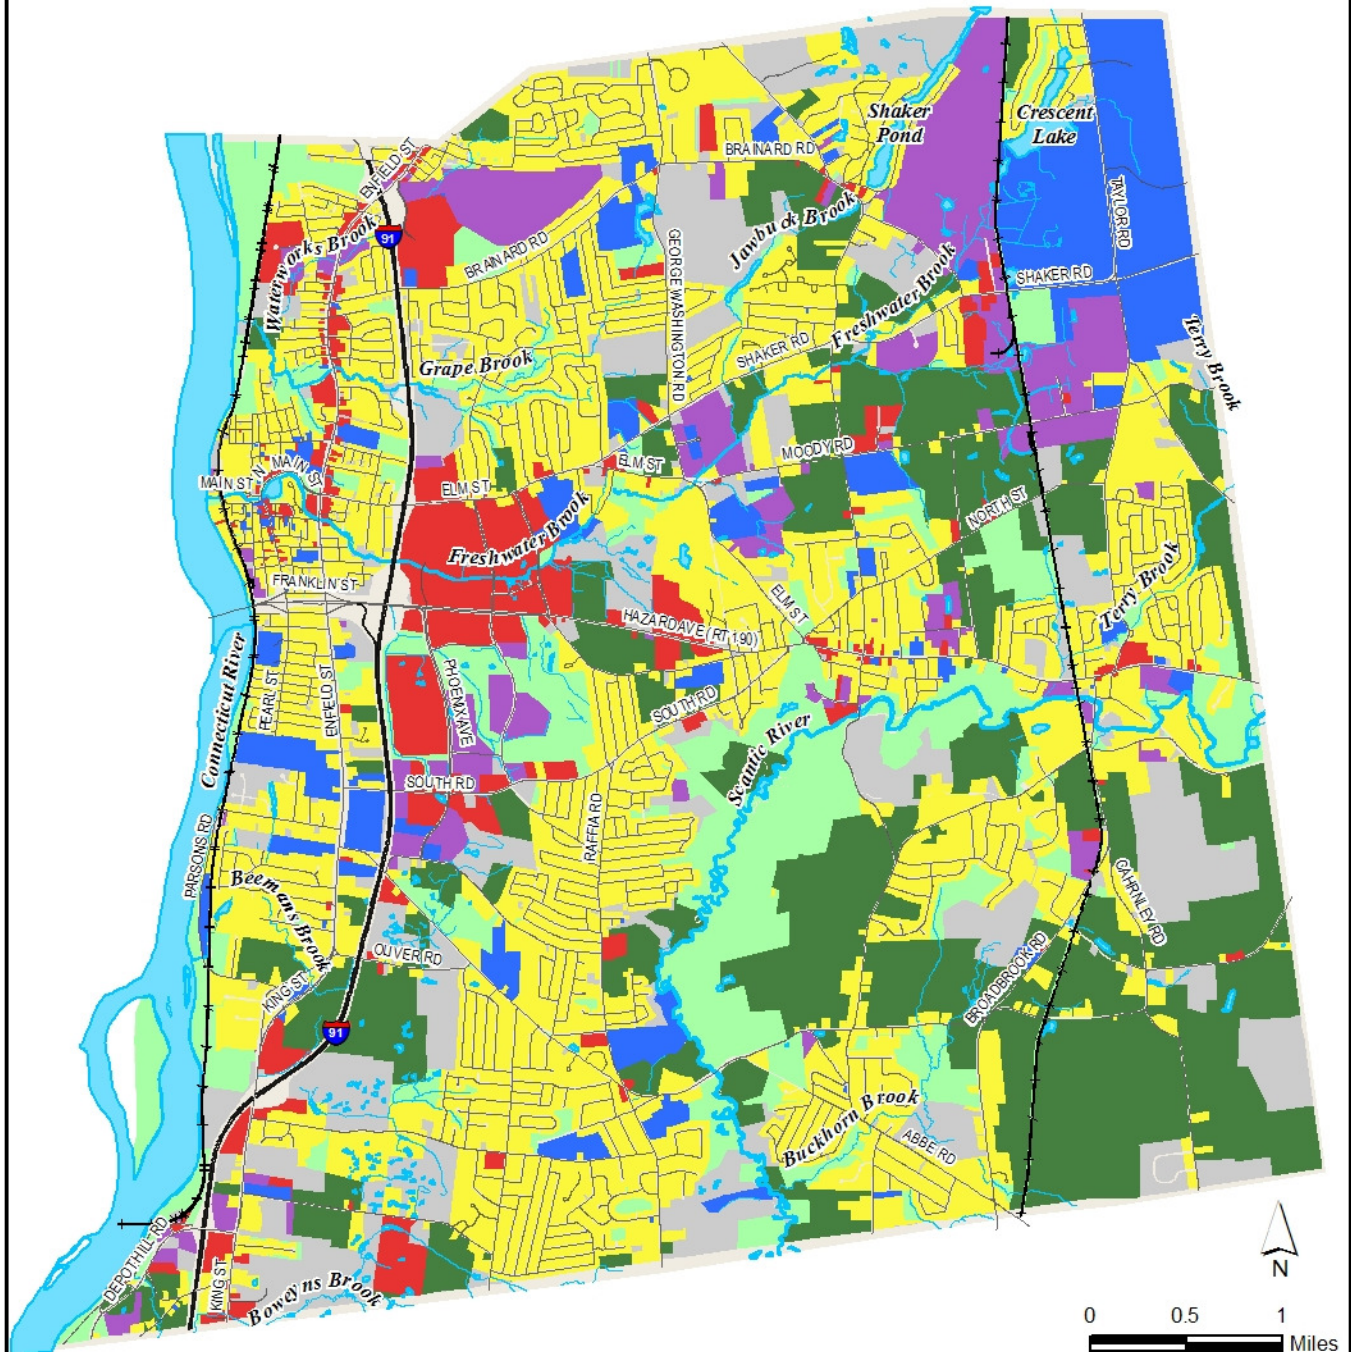 Shaker
Pond
Crescent
Lake
ENFIELD ST
BRAINARD RD
TAYLOR RD
Waterworks Brook
91
BRAINARD RD
GEORGE WASHINGTON RD
Jawbuck Brook
Freshwater Brook
SHAKER RD
Terry Brook
Grape Brook
SHAKER RD
MAIN ST
N MAIN ST
ELM ST
ELM ST
MOODY RD
NORTH ST
Freshwater Brook
FRANKLIN ST
HAZARD AVE (RT 190)
ELM ST
Terry Brook
Connecticut River
PEARL ST
ENFIELD ST
PHOENIX AVE
SOUTH RD
Scantic River
SOUTH RD
PARSONS RD
RAFFIA RD
Beemans Brook
OLIVER RD
KING ST
91
GAHRNLEY RD
BROADBROOK RD
Buckhorn Brook
ABBE RD
DEPOT HILL RD
KING ST
Boweyns Brook
N
0 0.5 1
Miles